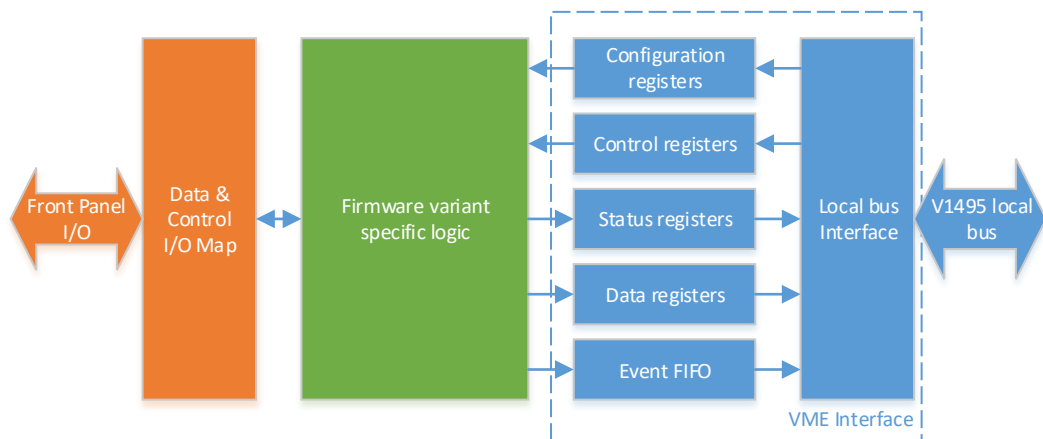 Front Panel
I/O
Data &
Control
I/O Map
Firmware variant
specific logic
Configuration
registers
Control registers
Status registers
Data registers
Event FIFO
Local bus
Interface
V1495 local
bus
VME Interface